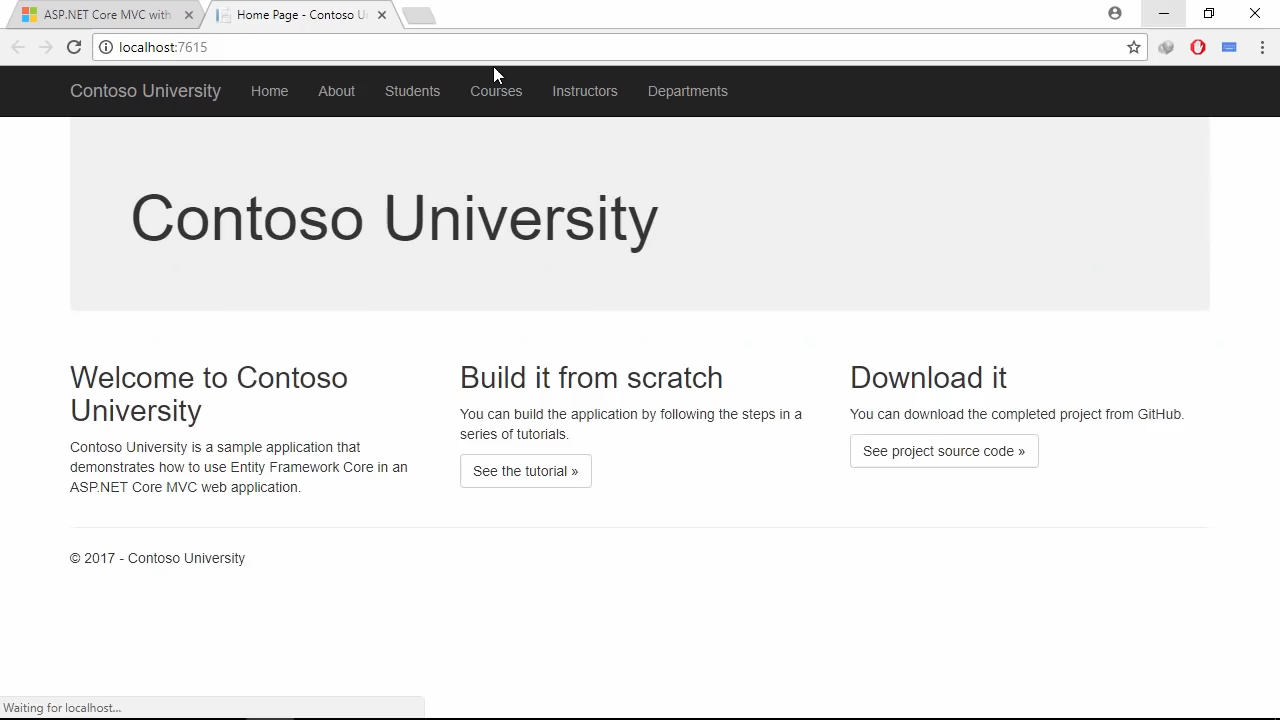 ASP.NET Core MVC with
Home Page - Contoso U
localhost:7615
Contoso University Home About Students Courses Instructors Departments
Contoso University
Welcome to Contoso
University
Contoso University is a sample application that
demonstrates how to use Entity Framework Core in an
ASP.NET Core MVC web application.
Build it from scratch
You can build the application by following the steps in a
series of tutorials.
See the tutorial »
Download it
You can download the completed project from GitHub.
See project source code »
© 2017 - Contoso University
Waiting for localhost...